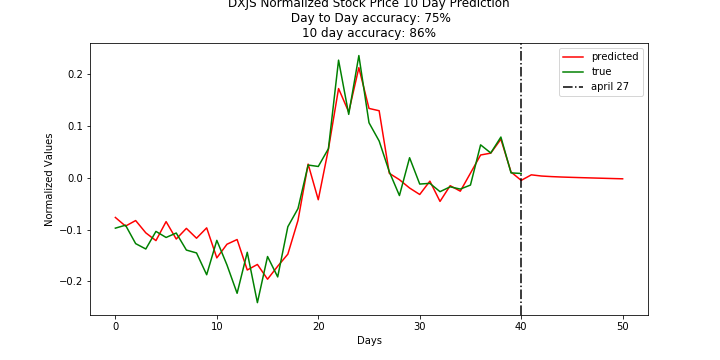 DXJS Normalized Stock Price 10 Day Prediction
Day to Day accuracy: 75%
10 day accuracy: 86%
predicted
true
april 27
0.2
0.1
0.0
−0.1
−0.2
Normalized Values
0 10 20 30 40 50
Days